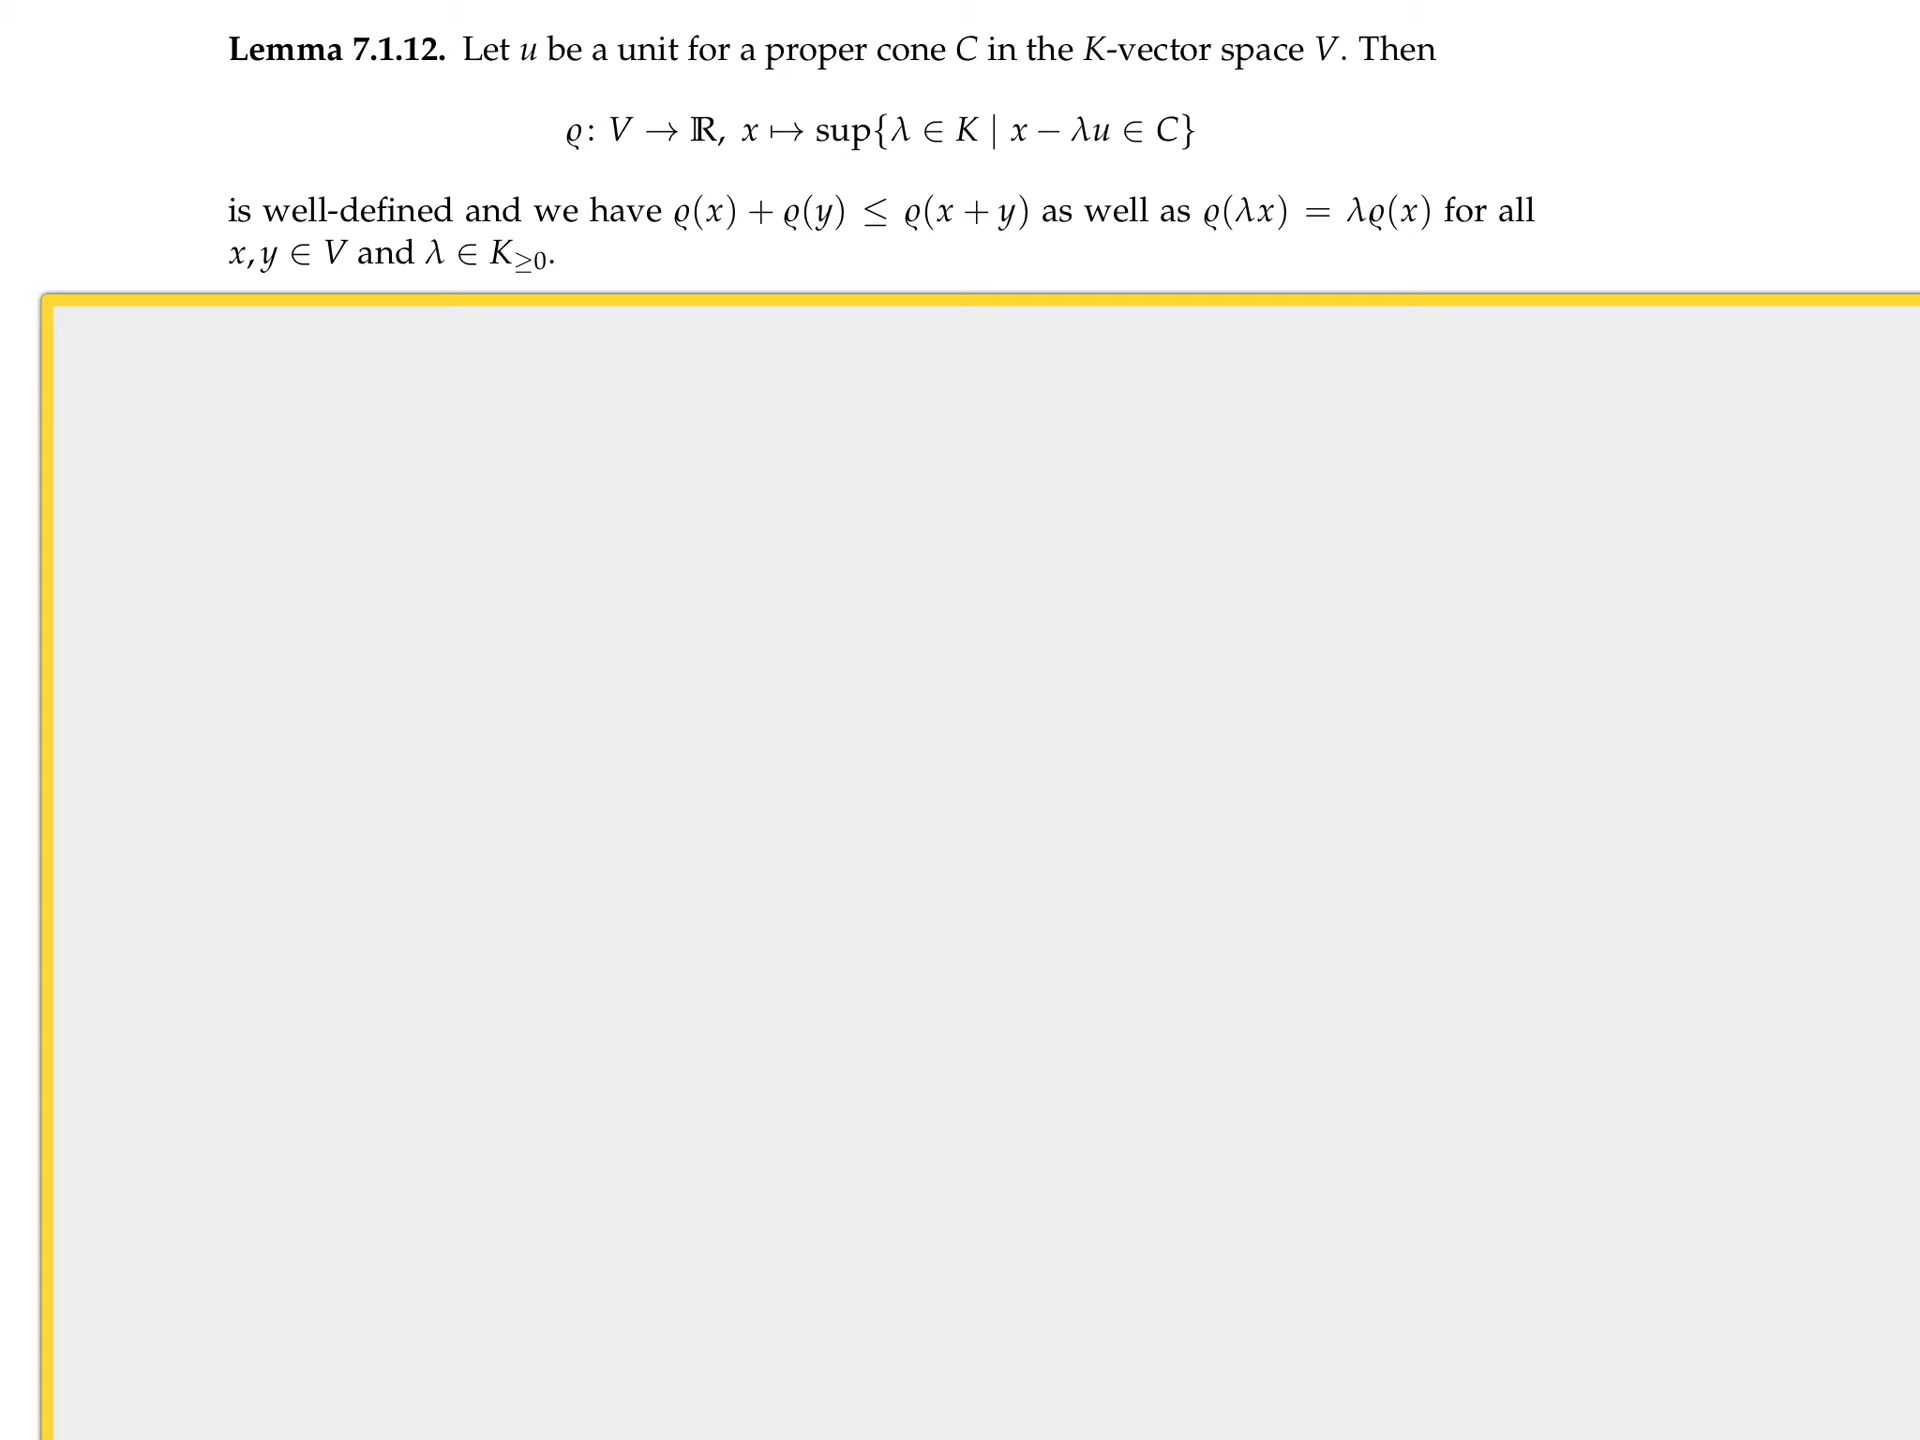 Lemma 7.1.12. Let u be a unit for a proper cone C in the K-vector space V. Then
ϱ: V → ℝ, x ↦ sup{λ ∈ K | x − λu ∈ C}
is well-defined and we have ϱ(x) + ϱ(y) ≤ ϱ(x + y) as well as ϱ(λx) = λϱ(x) for all
x, y ∈ V and λ ∈ K≥0.